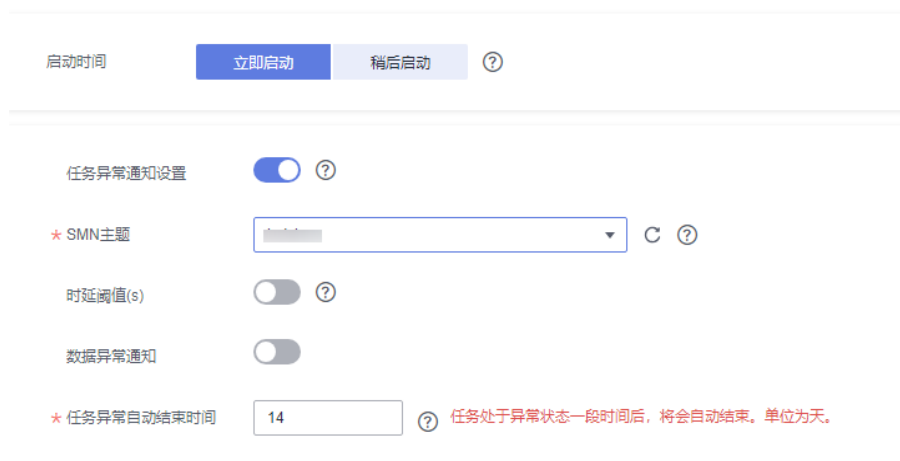 启动时间 立即启动 稍后启动
任务异常通知设置
* SMN主题
时延阈值(s)
数据异常通知
* 任务异常自动结束时间 14 任务处于异常状态一段时间后，将会自动结束。单位为天。